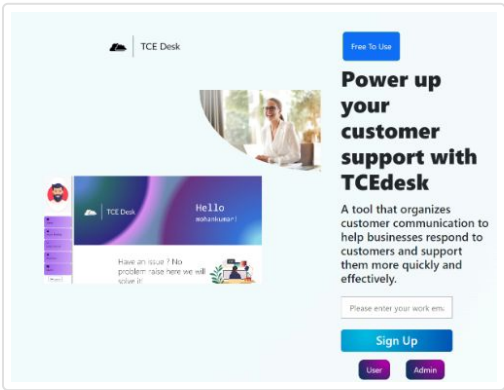 TCE Desk
Free To Use
Power up
your
customer
support with
TCEdesk
A tool that organizes
customer communication to
help businesses respond to
customers and support
them more quickly and
effectively.
Please enter your work ema
Sign Up
User
Admin
TCE Desk
Hello
mohankumar!
Have an issue ? No
problem raise here we will
solve it!